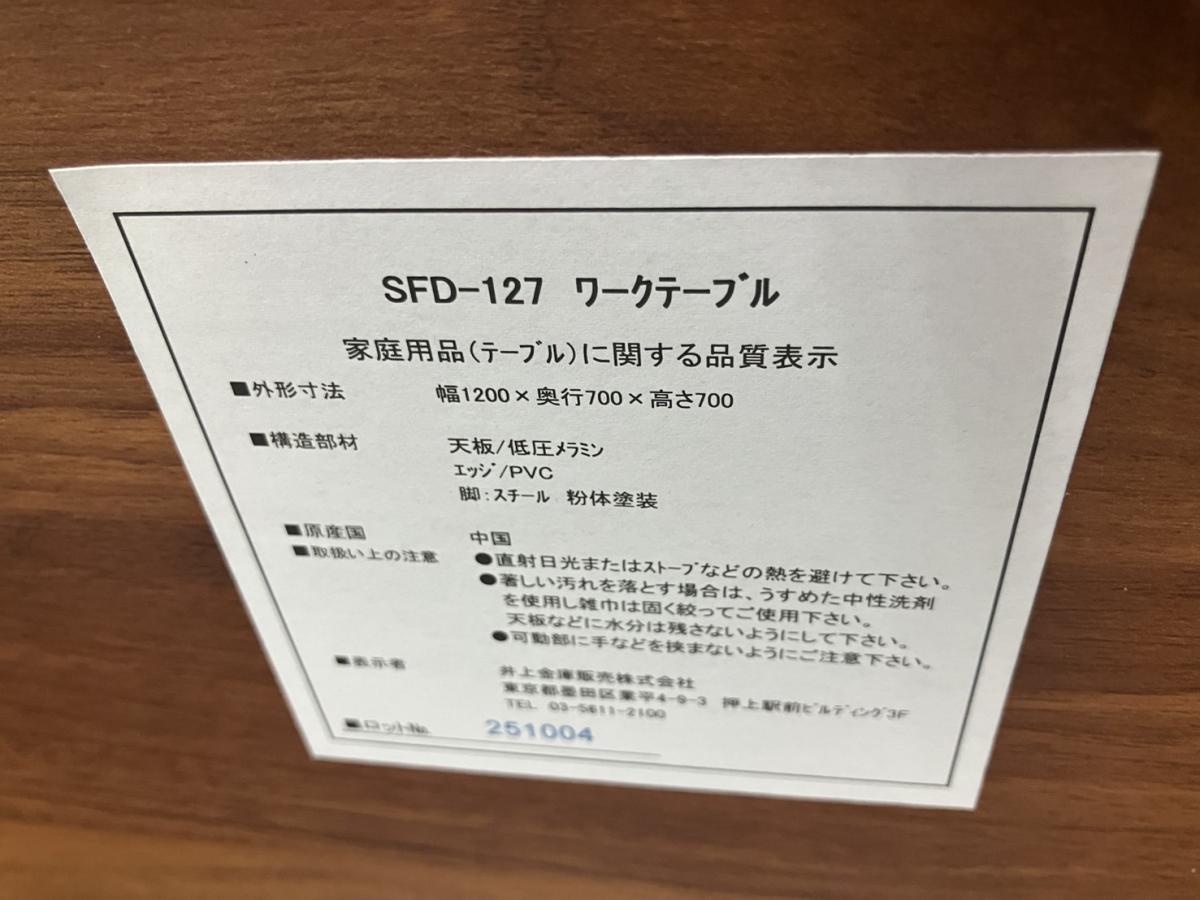 SFD-127 ワークテーブル
家庭用品(テーブル)に関する品質表示
■外形寸法 幅1200×奥行700×高さ700
■構造部材 天板/低圧メラミン
エッジ/PVC
脚:スチール 粉体塗装
■原産国 中国
■取扱い上の注意 ●直射日光またはストーブなどの熱を避けて下さい。
●著しい汚れを落とす場合は、うすめた中性洗剤
を使用し雑巾は固く絞ってご使用下さい。
天板などに水分は残さないようにして下さい。
●可動部に手などを挟まないようにご注意下さい。
■表示者 井上金庫販売株式会社
東京都墨田区業平4-9-3 押上駅前ビルディング3F
TEL 03-5611-2100
■ロットNo. 251004